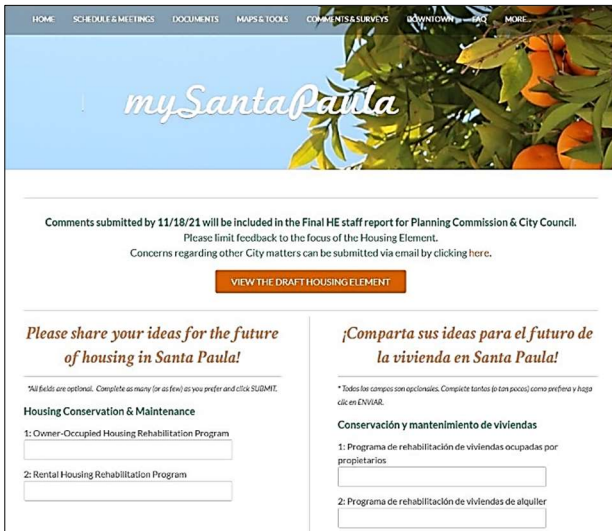 HOME SCHEDULE & MEETINGS DOCUMENTS MAPS & TOOLS COMMENTS & SURVEYS DOWNTOWN FAQ MORE...
mySantaPaula
Comments submitted by 11/18/21 will be included in the Final HE staff report for Planning Commission & City Council.
Please limit feedback to the focus of the Housing Element.
Concerns regarding other City matters can be submitted via email by clicking here.
VIEW THE DRAFT HOUSING ELEMENT
Please share your ideas for the future
of housing in Santa Paula!
*All fields are optional. Complete as many (or as few) as you prefer and click SUBMIT.
Housing Conservation & Maintenance
1: Owner-Occupied Housing Rehabilitation Program
2: Rental Housing Rehabilitation Program
¡Comparta sus ideas para el futuro de
la vivienda en Santa Paula!
* Todos los campos son opcionales. Complete tantos (o tan pocos) como prefiera y haga
clic en ENVIAR.
Conservación y mantenimiento de viviendas
1: Programa de rehabilitación de viviendas ocupadas por
propietarios
2: Programa de rehabilitación de viviendas de alquiler